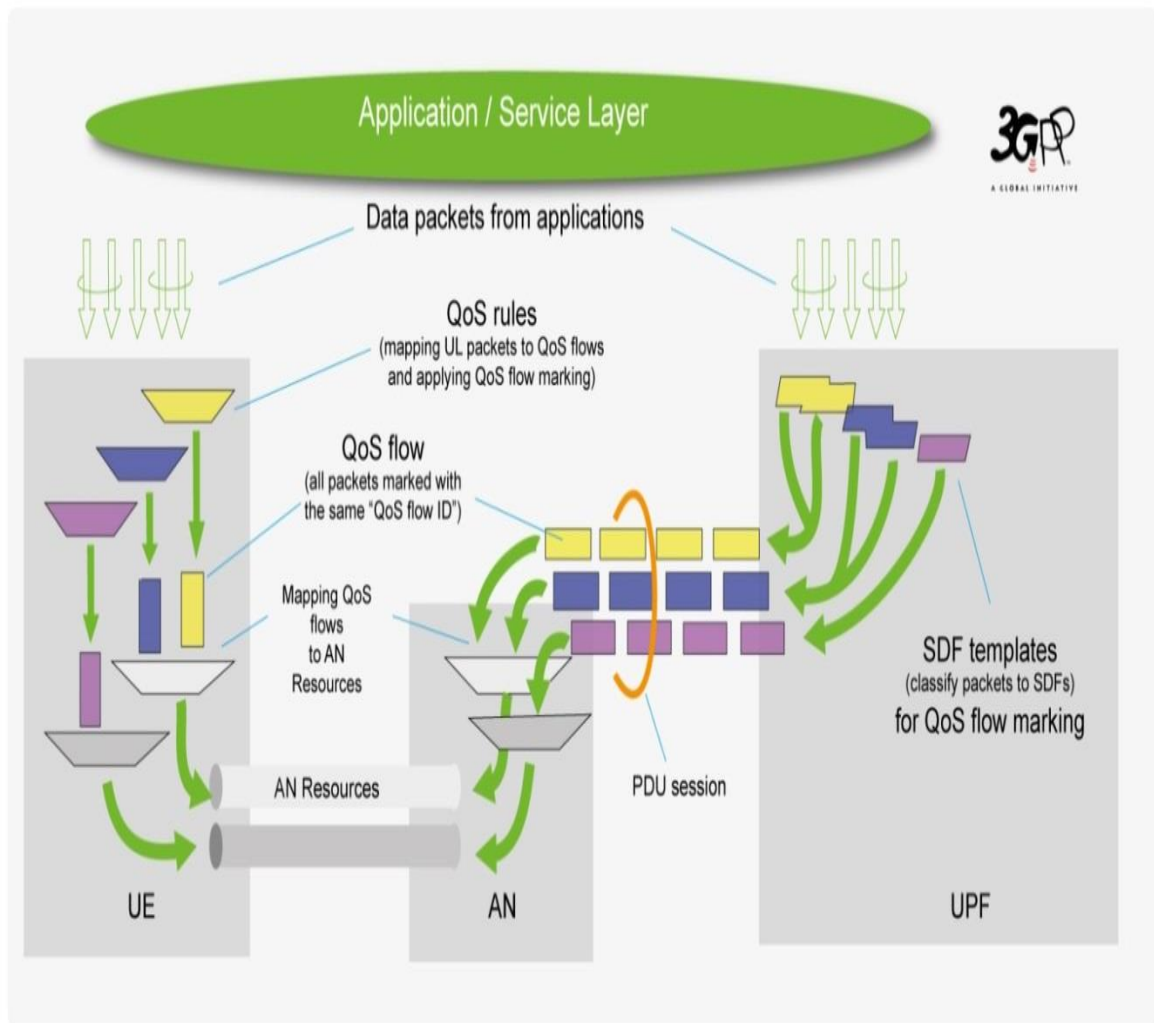 Application / Service Layer
3GPP
A GLOBAL INITIATIVE
Data packets from applications
QoS rules
(mapping UL packets to QoS flows
and applying QoS flow marking)
QoS flow
(all packets marked with
the same "QoS flow ID")
Mapping QoS
flows
to AN
Resources
SDF templates
(classify packets to SDFs)
for QoS flow marking
AN Resources
PDU session
UE
AN
UPF